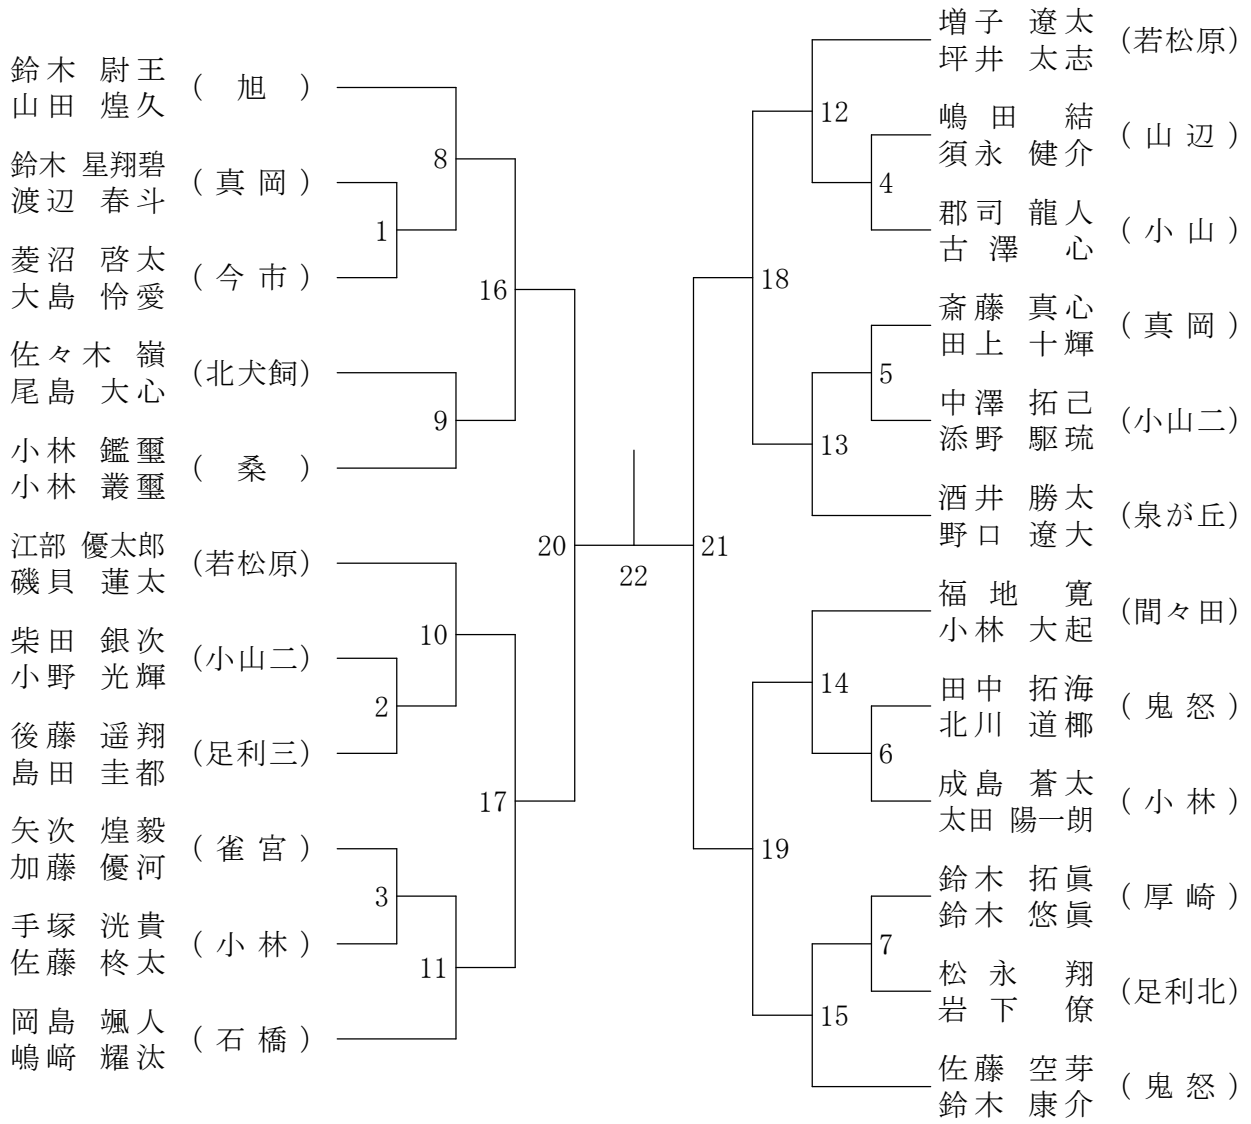 鈴木 尉王
山田 煌久
(旭)
鈴木 星翔碧
渡辺 春斗
(真岡)
菱沼 啓太
大島 怜愛
(今市)
佐々木 嶺
尾島 大心
(北犬飼)
小林 鑑璽
小林 叢璽
(桑)
江部 優太郎
磯貝 蓮太
(若松原)
柴田 銀次
小野 光輝
(小山二)
後藤 遥翔
島田 圭都
(足利三)
矢次 煌毅
加藤 優河
(雀宮)
手塚 洸貴
佐藤 柊太
(小林)
岡島 颯人
嶋﨑 耀汰
(石橋)
8
1
16
9
20
10
2
17
3
11
22
増子 遼太
坪井 太志
(若松原)
嶋田 結
須永 健介
(山辺)
郡司 龍人
古澤 心
(小山)
斎藤 真心
田上 十輝
(真岡)
中澤 拓己
添野 駆琉
(小山二)
酒井 勝太
野口 遼大
(泉が丘)
福地 寛
小林 大起
(間々田)
田中 拓海
北川 道椰
(鬼怒)
成島 蒼太
太田 陽一朗
(小林)
鈴木 拓眞
鈴木 悠眞
(厚崎)
松永 翔
岩下 僚
(足利北)
佐藤 空芽
鈴木 康介
(鬼怒)
12
4
18
5
13
21
14
6
19
7
15